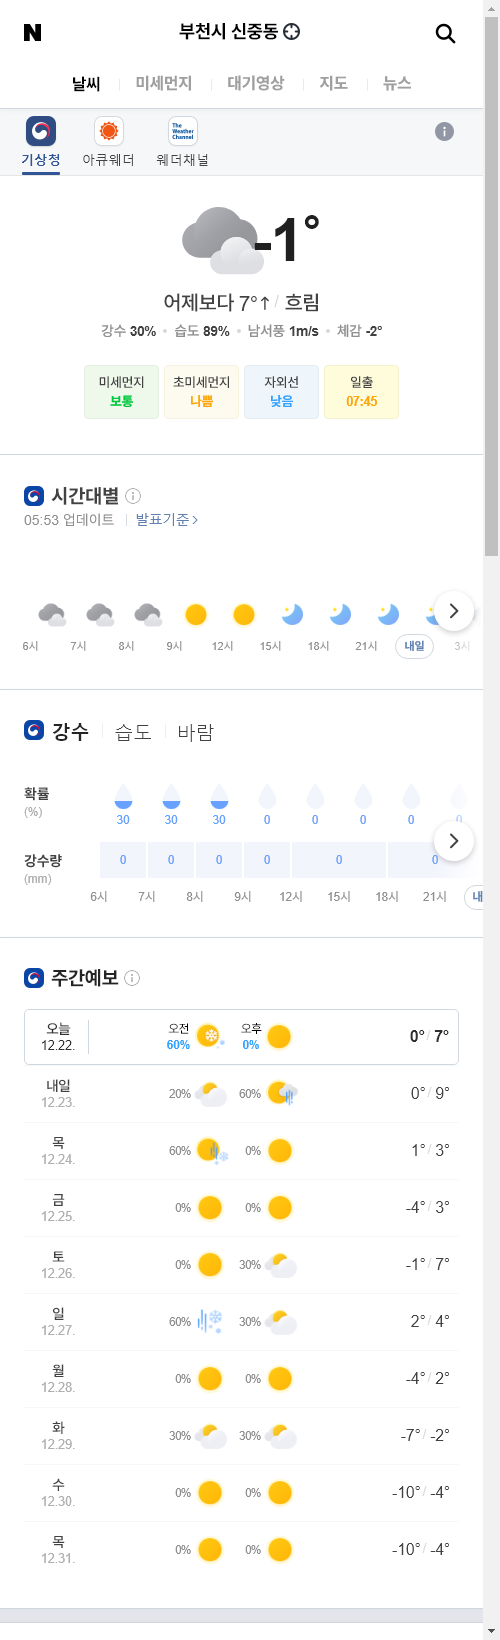 N 부천시 신중동
날씨 미세먼지 대기영상 지도 뉴스
The Weather Channel
기상청 아큐웨더 웨더채널
-1°
어제보다 7°↑ / 흐림
강수 30% • 습도 89% • 남서풍 1m/s • 체감 -2°
미세먼지 초미세먼지 자외선 일출
보통 나쁨 낮음 07:45
시간대별
05:53 업데이트 발표기준 >
6시 7시 8시 9시 12시 15시 18시 21시 내일 3시
강수 습도 바람
확률
(%)
30 30 30 0 0 0 0 0
강수량
(mm)
0 0 0 0 0 0
6시 7시 8시 9시 12시 15시 18시 21시
주간예보
오늘 12.22. 오전 60% 오후 0% 0° / 7°
내일 12.23. 20% 60% 0° / 9°
목 12.24. 60% 0% 1° / 3°
금 12.25. 0% 0% -4° / 3°
토 12.26. 0% 30% -1° / 7°
일 12.27. 60% 30% 2° / 4°
월 12.28. 0% 0% -4° / 2°
화 12.29. 30% 30% -7° / -2°
수 12.30. 0% 0% -10° / -4°
목 12.31. 0% 0% -10° / -4°